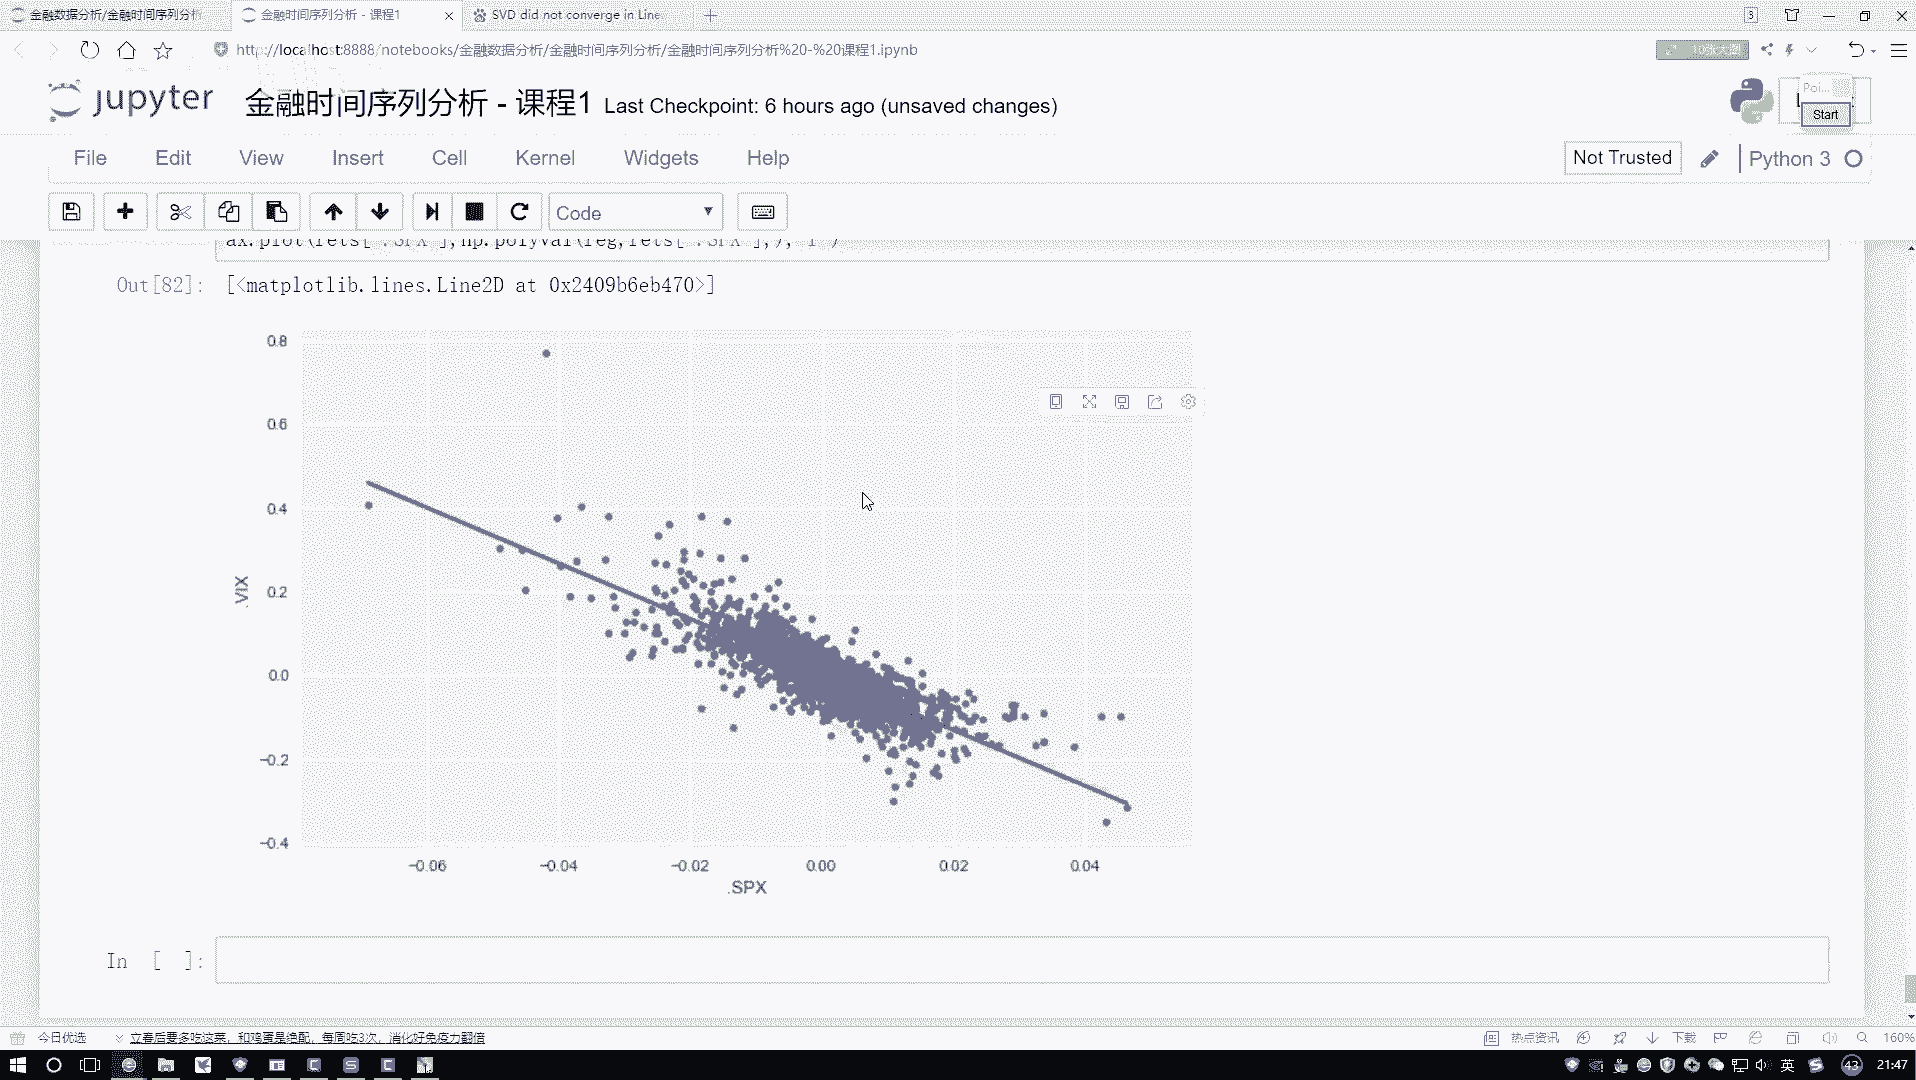 金融数据分析/金融时间序列分析
金融时间序列分析 - 课程1
SVD did not converge in Line
3
http://localhost:8888/notebooks/金融数据分析/金融时间序列分析/金融时间序列分析%20-%20课程1.ipynb
jupyter
金融时间序列分析 - 课程1 Last Checkpoint: 6 hours ago (unsaved changes)
Poi...
Start
File Edit View Insert Cell Kernel Widgets Help
Not Trusted
Python 3
Code
Out[82]: [<matplotlib.lines.Line2D at 0x2409b6eb470>]
0.8
0.6
0.4
0.2
0.0
−0.2
−0.4
.VIX
−0.06 −0.04 −0.02 0.00 0.02 0.04
.SPX
In [ ]:
今日优选
立春后要多吃这菜，和鸡蛋是绝配，每周吃3次，消化好免疫力翻倍
热点资讯
下载
160%
英
43
21:47